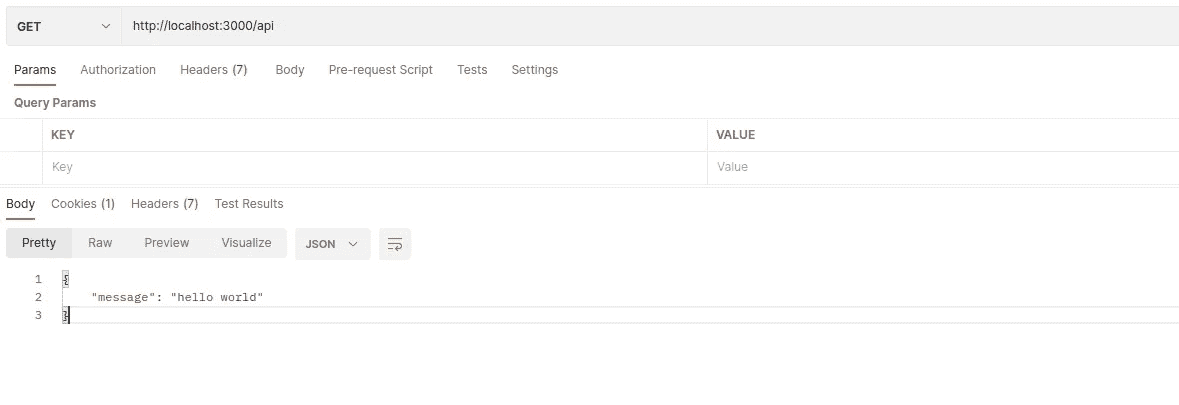 GET http://localhost:3000/api
Params Authorization Headers (7) Body Pre-request Script Tests Settings
Query Params
KEY VALUE
Key Value
Body Cookies (1) Headers (7) Test Results
Pretty Raw Preview Visualize JSON
1 {
2 "message": "hello world"
3 }